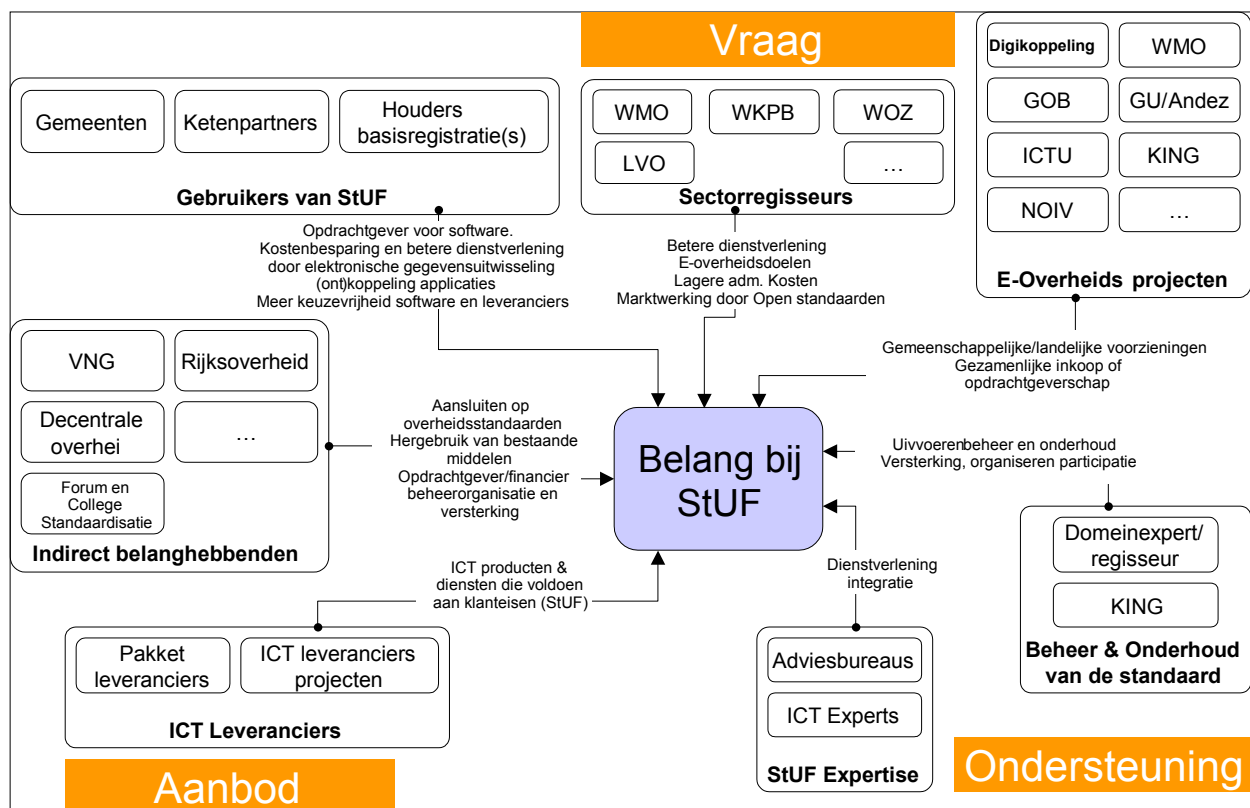 Vraag
Gemeenten
Ketenpartners
Houders
basisregistratie(s)
Gebruikers van StUF
WMO
WKPB
WOZ
LVO
…
Sectorregisseurs
Digikoppeling
WMO
GOB
GU/Andez
ICTU
KING
NOIV
…
E-Overheids projecten
Opdrachtgever voor software.
Kostenbesparing en betere dienstverlening
door elektronische gegevensuitwisseling
(ont)koppeling applicaties
Meer keuzevrijheid software en leveranciers
Betere dienstverlening
E-overheidsdoelen
Lagere adm. Kosten
Marktwerking door Open standaarden
Gemeenschappelijke/landelijke voorzieningen
Gezamenlijke inkoop of
opdrachtgeverschap
VNG
Rijksoverheid
Decentrale
overhei
…
Forum en
College
Standaardisatie
Indirect belanghebbenden
Aansluiten op
overheidsstandaarden
Hergebruik van bestaande
middelen
Opdrachtgever/financier
beheerorganisatie en
versterking
Belang bij
StUF
Uivvoerenbeheer en onderhoud
Versterking, organiseren participatie
Domeinexpert/
regisseur
KING
Beheer & Onderhoud
van de standaard
ICT producten &
diensten die voldoen
aan klanteisen (StUF)
Dienstverlening
integratie
Pakket
leveranciers
ICT leveranciers
projecten
ICT Leveranciers
Adviesbureaus
ICT Experts
StUF Expertise
Aanbod
Ondersteuning